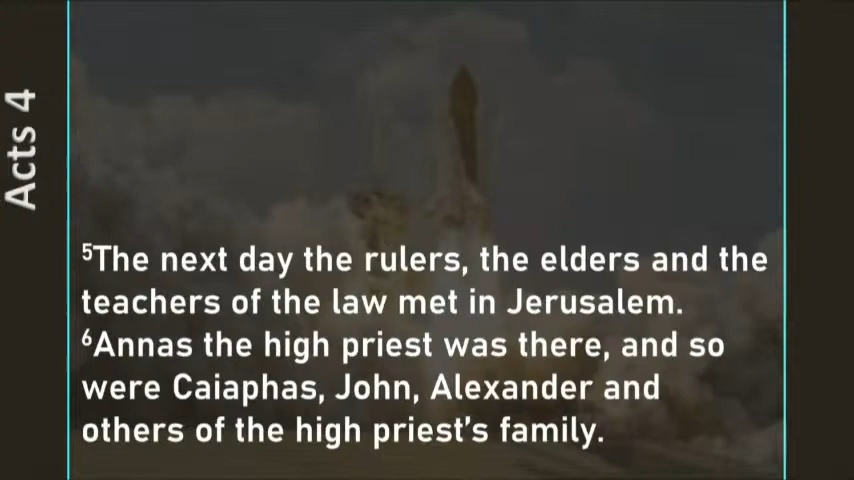 Acts 4
⁵The next day the rulers, the elders and the
teachers of the law met in Jerusalem.
⁶Annas the high priest was there, and so
were Caiaphas, John, Alexander and
others of the high priest's family.